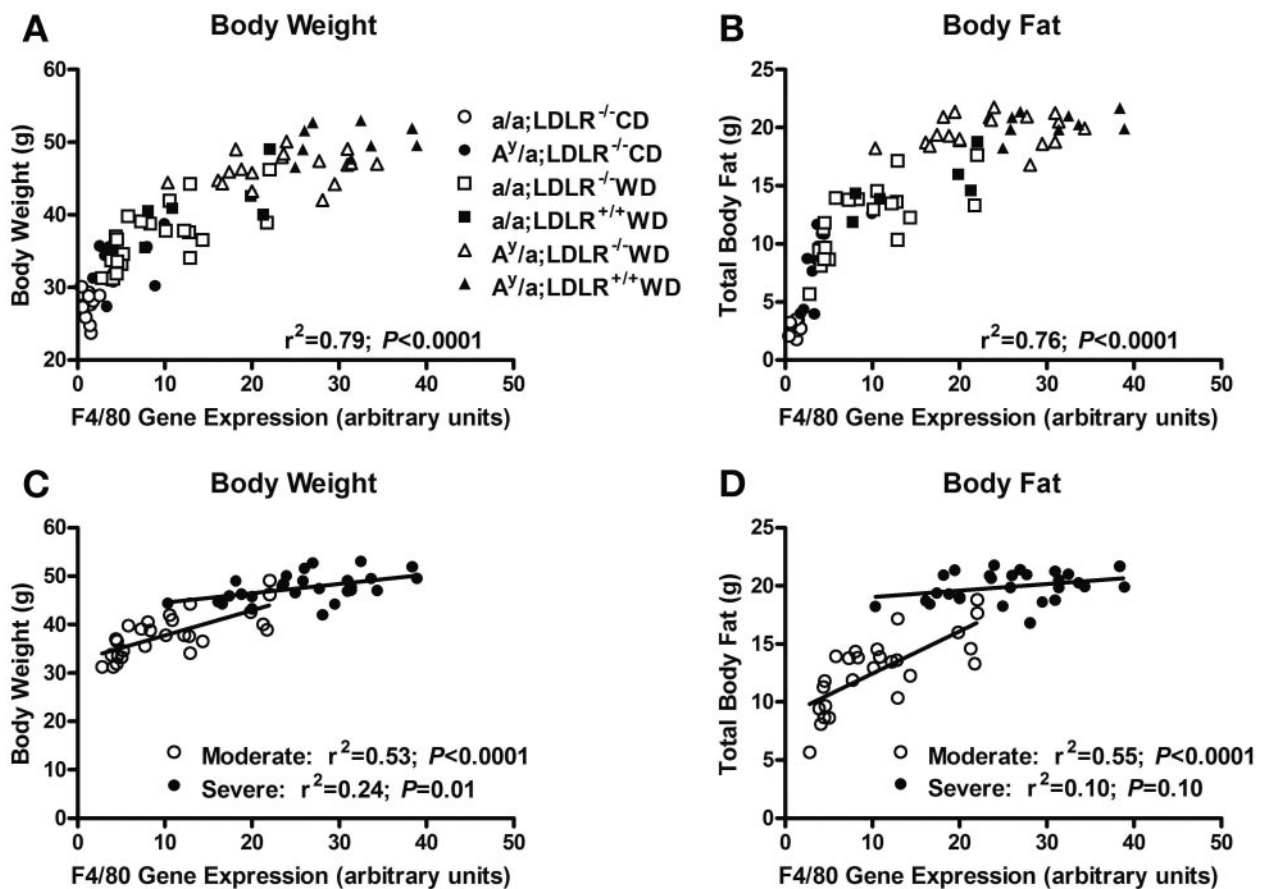 A
Body Weight
Body Weight (g)
60
50
40
30
20
0
10
20
30
40
50
F4/80 Gene Expression (arbitrary units)
a/a;LDLR-/-CD
Ay/a;LDLR-/-CD
a/a;LDLR-/-WD
a/a;LDLR+/+WD
Ay/a;LDLR-/-WD
Ay/a;LDLR+/+WD
r2=0.79; P<0.0001
B
Body Fat
Total Body Fat (g)
25
20
15
10
5
0
0
10
20
30
40
50
F4/80 Gene Expression (arbitrary units)
r2=0.76; P<0.0001
C
Body Weight
Body Weight (g)
60
50
40
30
20
10
0
0
10
20
30
40
50
F4/80 Gene Expression (arbitrary units)
Moderate: r2=0.53; P<0.0001
Severe: r2=0.24; P=0.01
D
Body Fat
Total Body Fat (g)
25
20
15
10
5
0
0
10
20
30
40
50
F4/80 Gene Expression (arbitrary units)
Moderate: r2=0.55; P<0.0001
Severe: r2=0.10; P=0.10